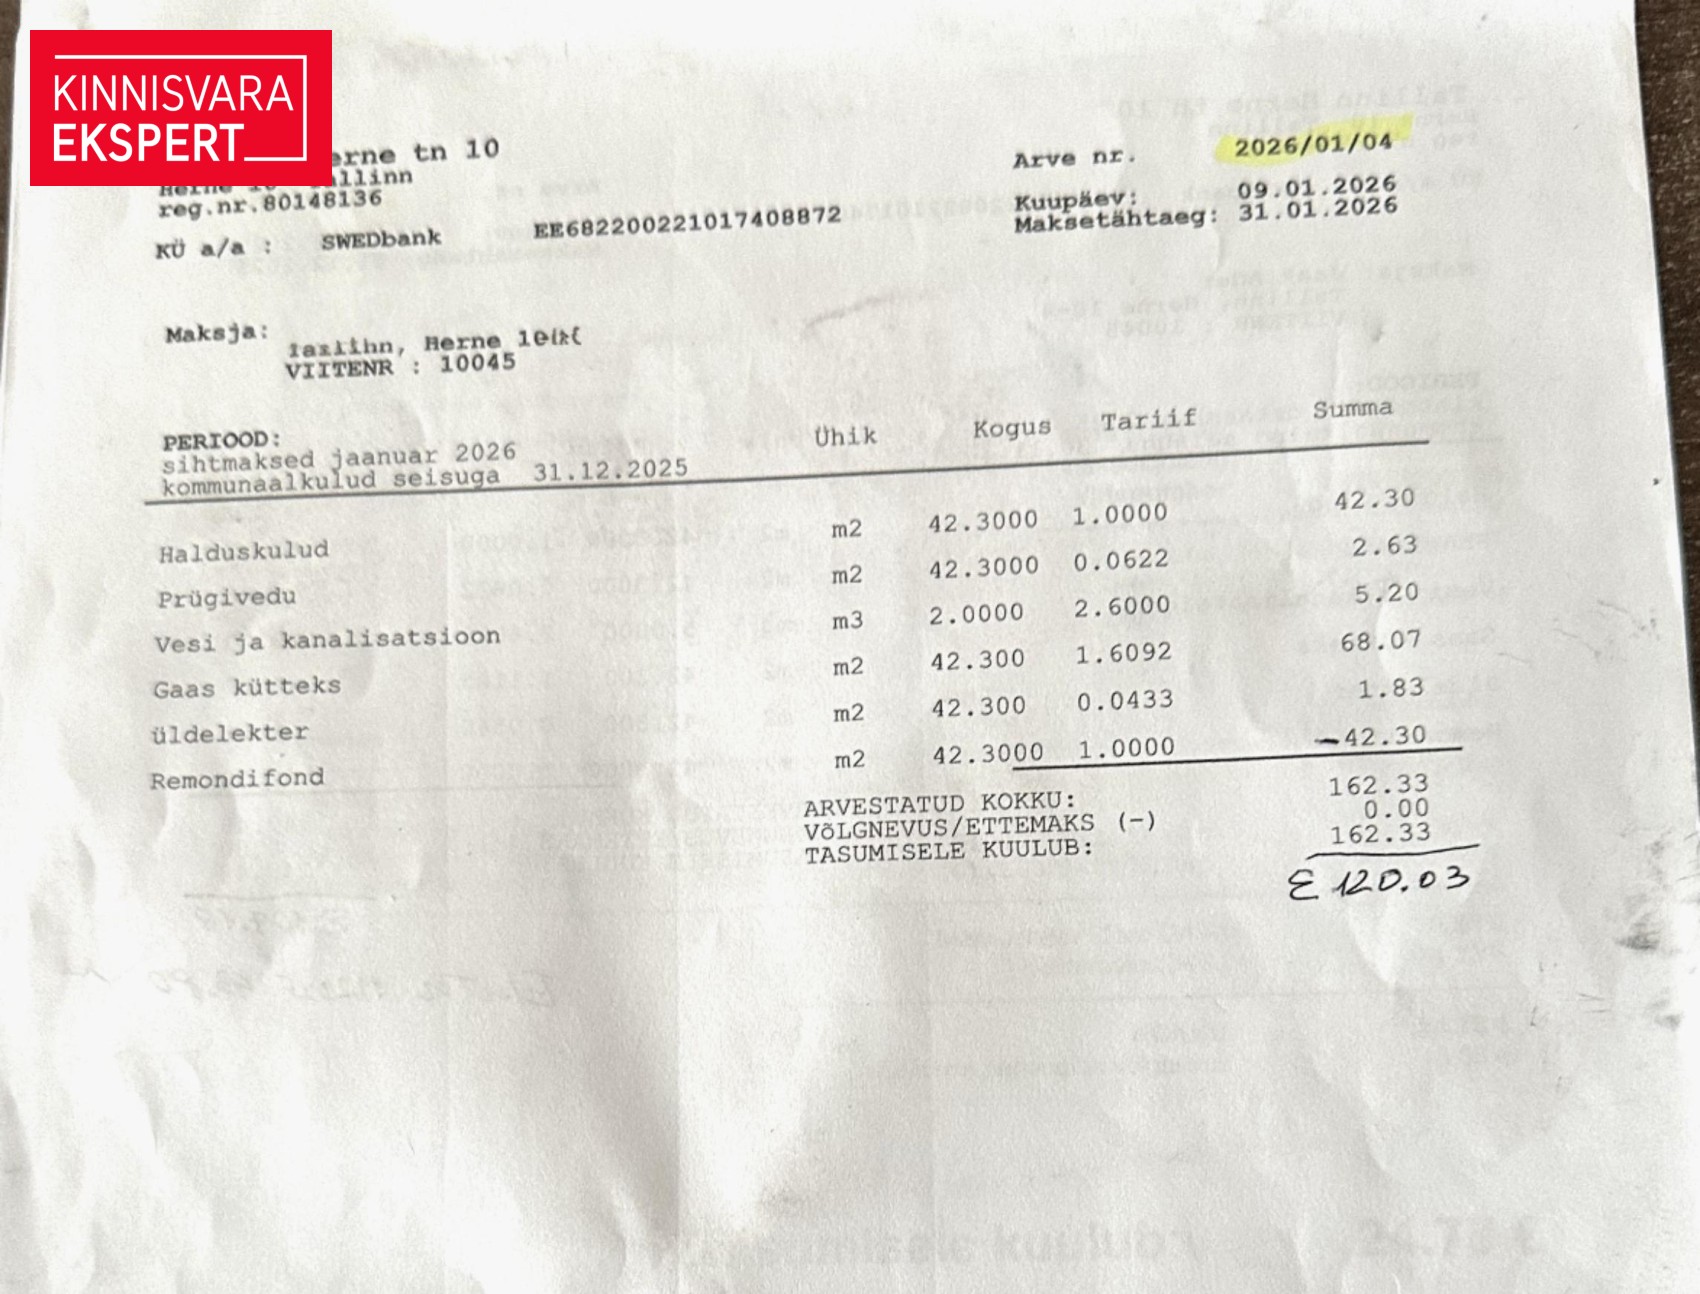 KINNISVARA
EKSPERT
erne tn 10
Herne 10, Tallinn
reg.nr.80148136
KÜ a/a : SWEDbank EE682200221017408872
Arve nr. 2026/01/04
Kuupäev: 09.01.2026
Maksetähtaeg: 31.01.2026
Maksja:
Tallinn, Herne
VIITENR : 10045
PERIOOD:
sihtmaksed jaanuar 2026
kommunaalkulud seisuga 31.12.2025
Ühik Kogus Tariif Summa
Halduskulud m2 42.3000 1.0000 42.30
Prügivedu m2 42.3000 0.0622 2.63
Vesi ja kanalisatsioon m3 2.0000 2.6000 5.20
Gaas kütteks m2 42.300 1.6092 68.07
üldelekter m2 42.300 0.0433 1.83
Remondifond m2 42.3000 1.0000 -42.30
ARVESTATUD KOKKU: 162.33
VÕLGNEVUS/ETTEMAKS (-) 0.00
TASUMISELE KUULUB: 162.33
Σ 120.03